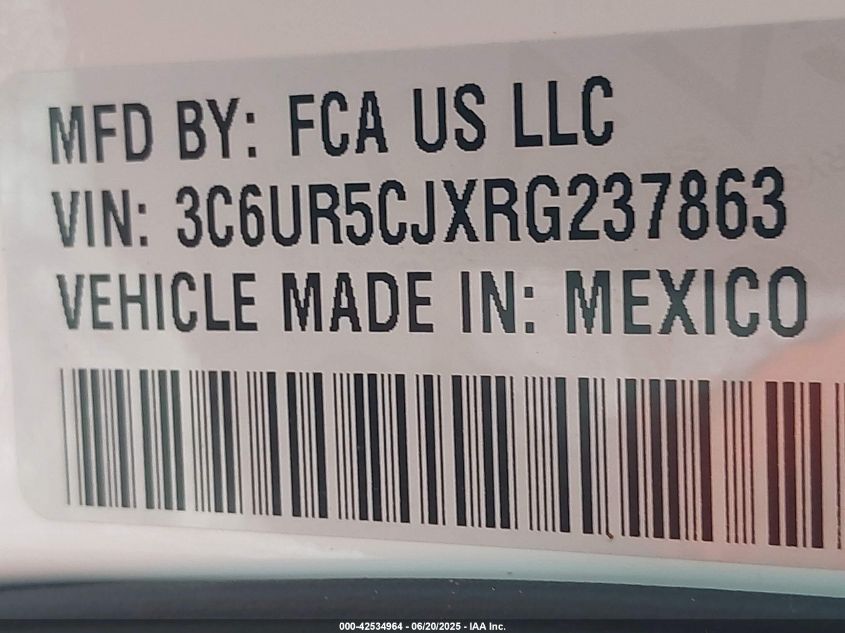 MFD BY: FCA US LLC
VIN: 3C6UR5CJXRG237863
VEHICLE MADE IN: MEXICO
000-42534964 - 06/20/2025 - IAA Inc.